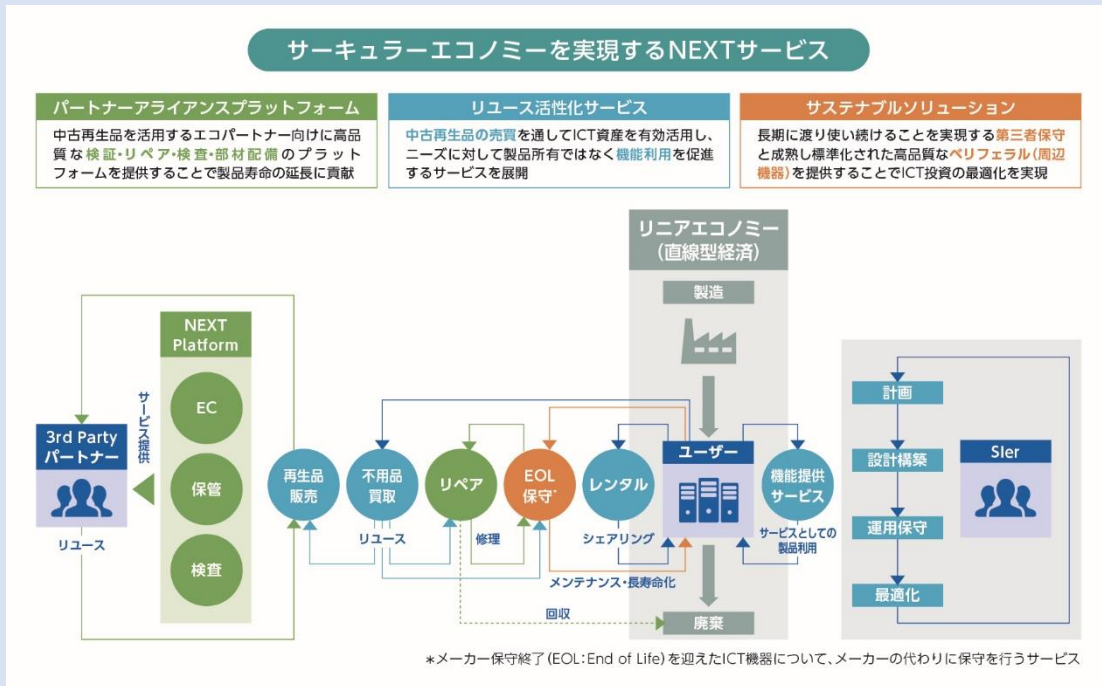 サーキュラーエコノミーを実現するNEXTサービス
パートナーアライアンスプラットフォーム
中古再生品を活用するエコパートナー向けに高品
質な検証・リペア・検査・部材配備のプラット
フォームを提供することで製品寿命の延長に貢献
リユース活性化サービス
中古再生品の売買を通してICT資産を有効活用し、
ニーズに対して製品所有ではなく機能利用を促進
するサービスを展開
サステナブルソリューション
長期に渡り使い続けることを実現する第三者保守
と成熟し標準化された高品質なペリフェラル(周辺
機器)を提供することでICT投資の最適化を実現
リニアエコノミー
(直線型経済)
製造
NEXT
Platform
EC
保管
検査
サービス提供
3rd Party
パートナー
リユース
再生品
販売
不用品
買取
リペア
EOL
保守*
レンタル
ユーザー
機能提供
サービス
リユース
修理
シェアリング
サービスとしての
製品利用
メンテナンス・長寿命化
回収
廃棄
計画
設計構築
運用保守
最適化
SIer
*メーカー保守終了(EOL:End of Life)を迎えたICT機器について、メーカーの代わりに保守を行うサービス